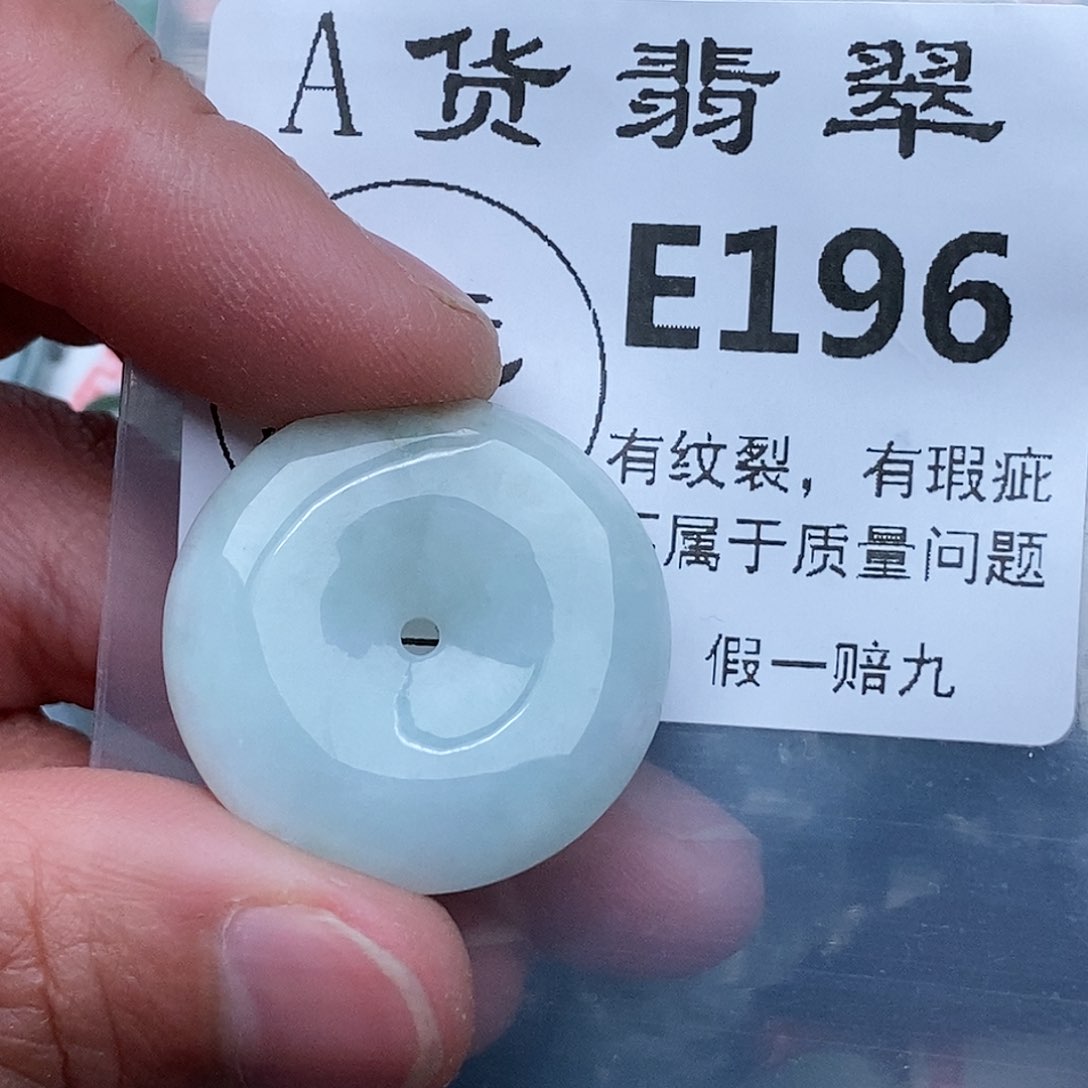 A货翡翠
E196
有纹裂，有瑕疵
属于质量问题
假一赔九